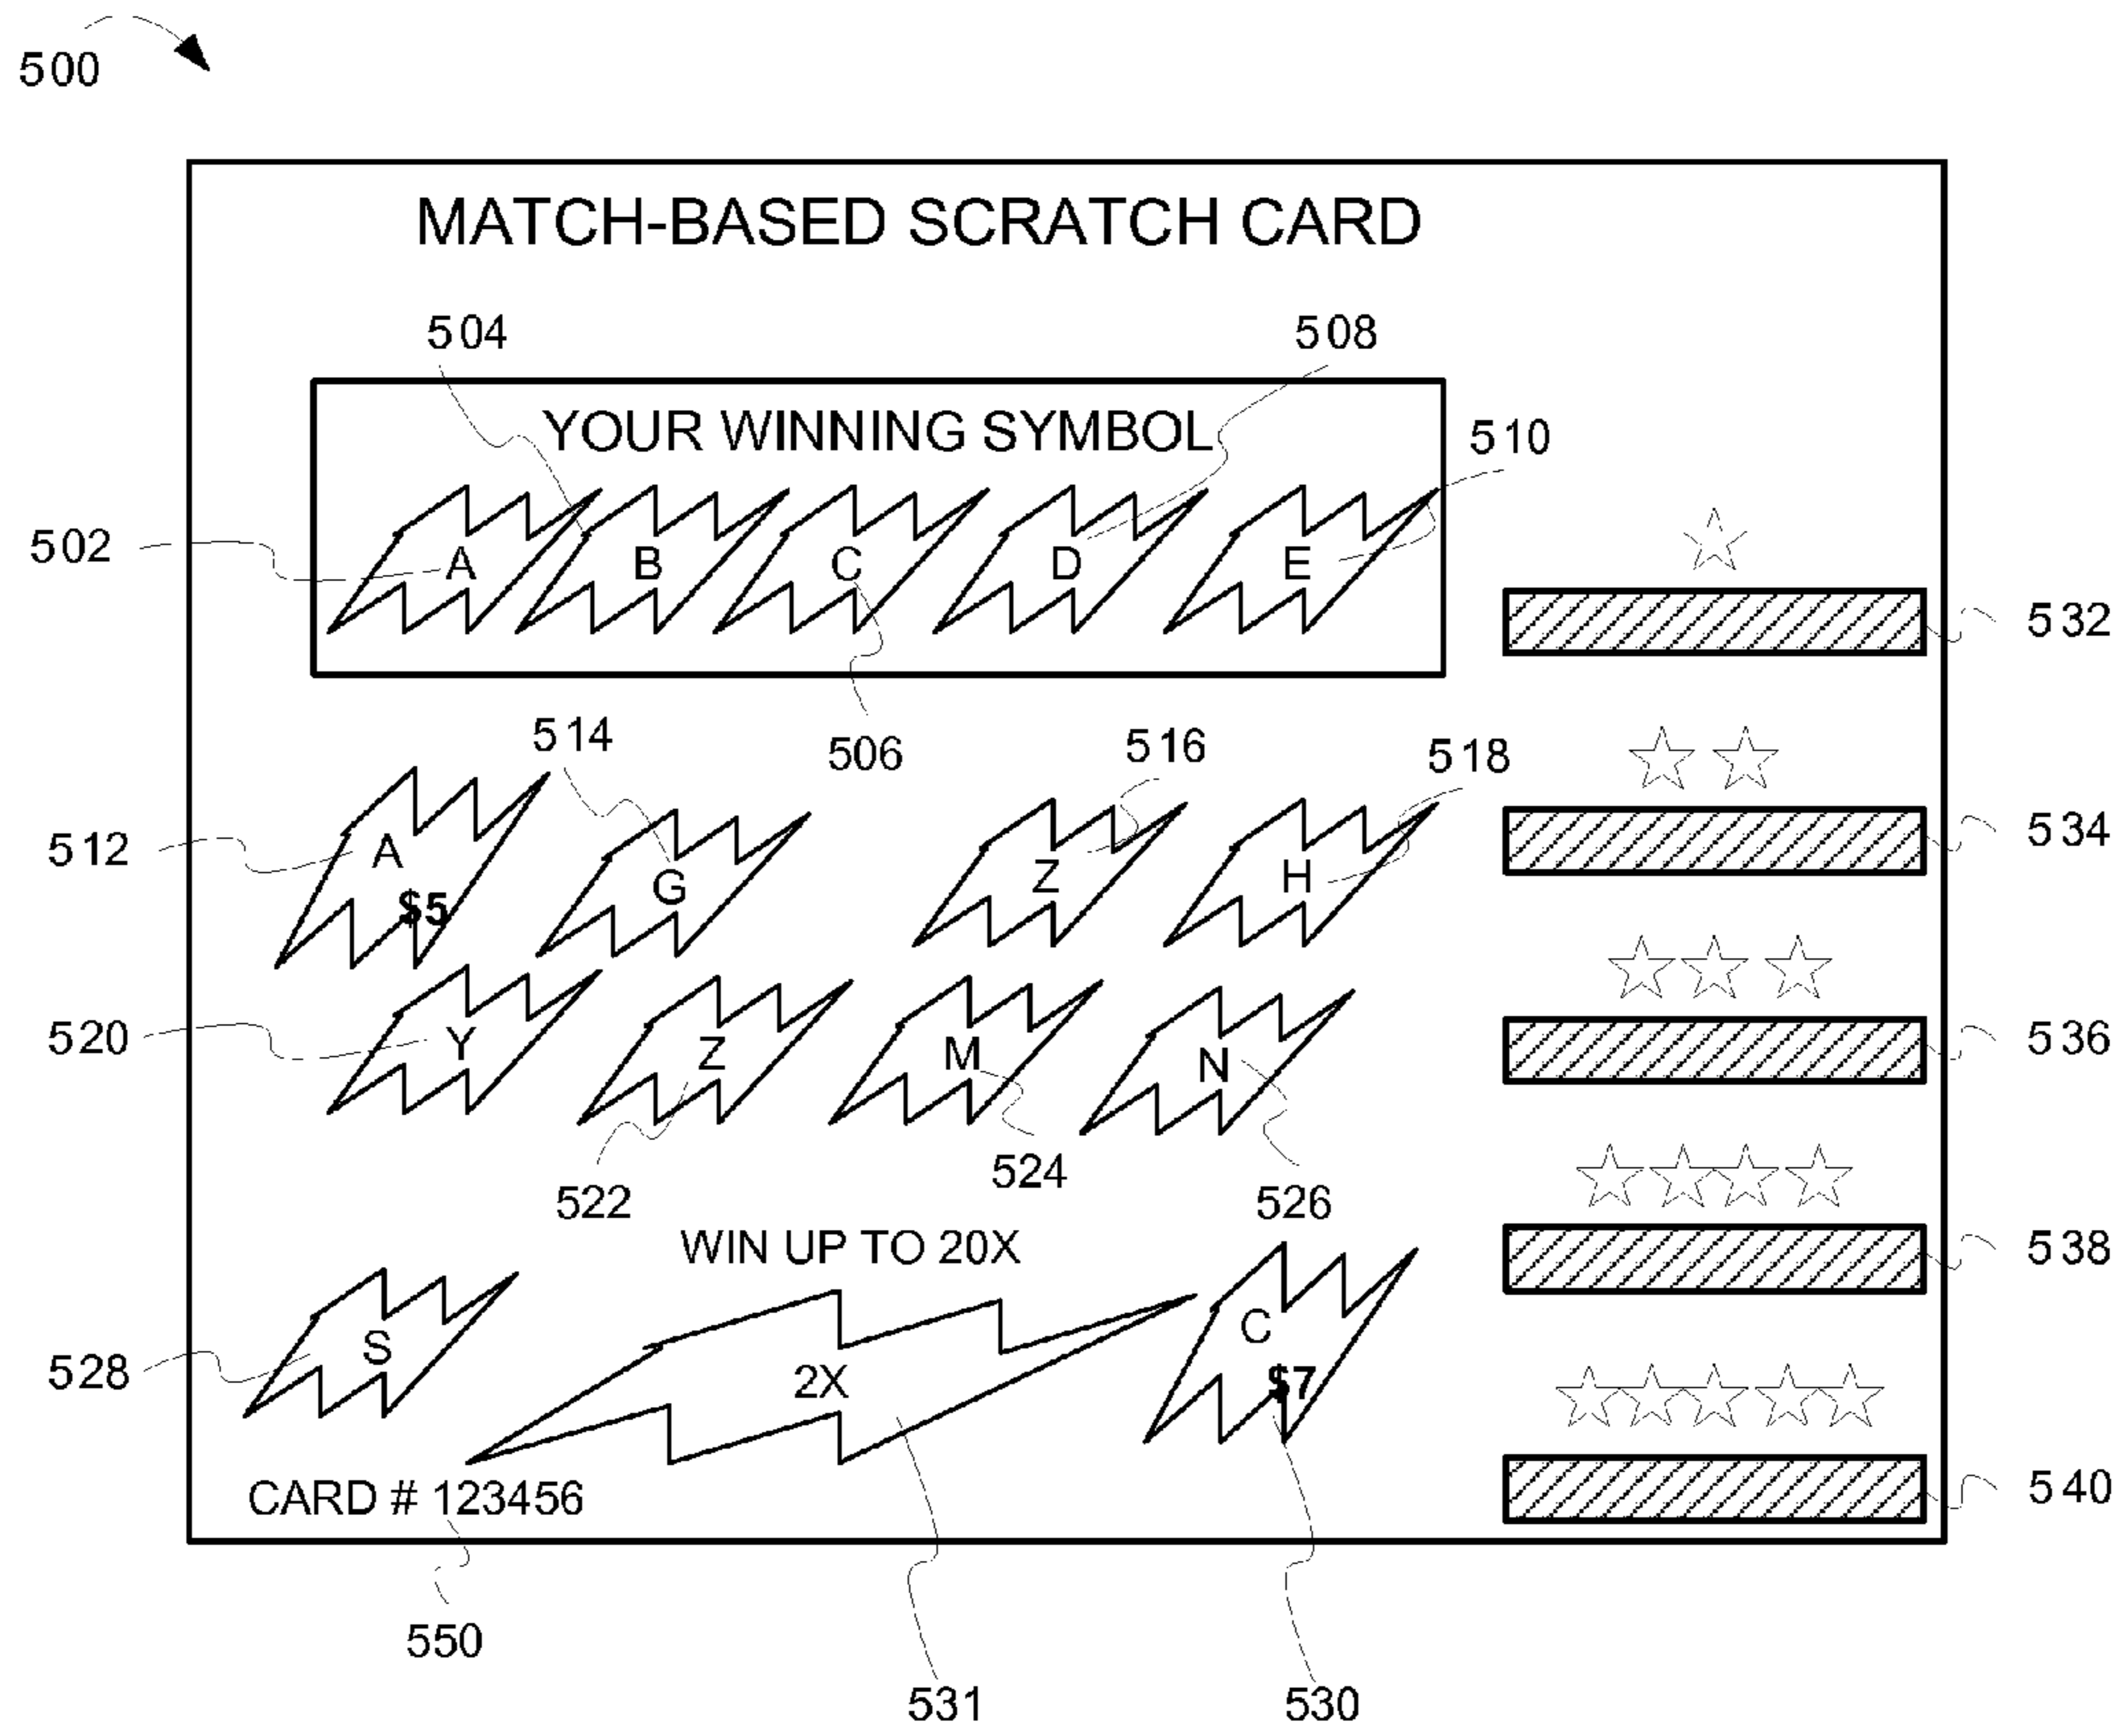 500
MATCH-BASED SCRATCH CARD
504
508
YOUR WINNING SYMBOL
510
502
A B C D E
532
514
506
516
518
512
A
$5
G
Z
H
534
520
Y
Z
M
N
536
522
524
526
WIN UP TO 20X
538
528
S
2X
C
$7
CARD # 123456
540
550
531
530